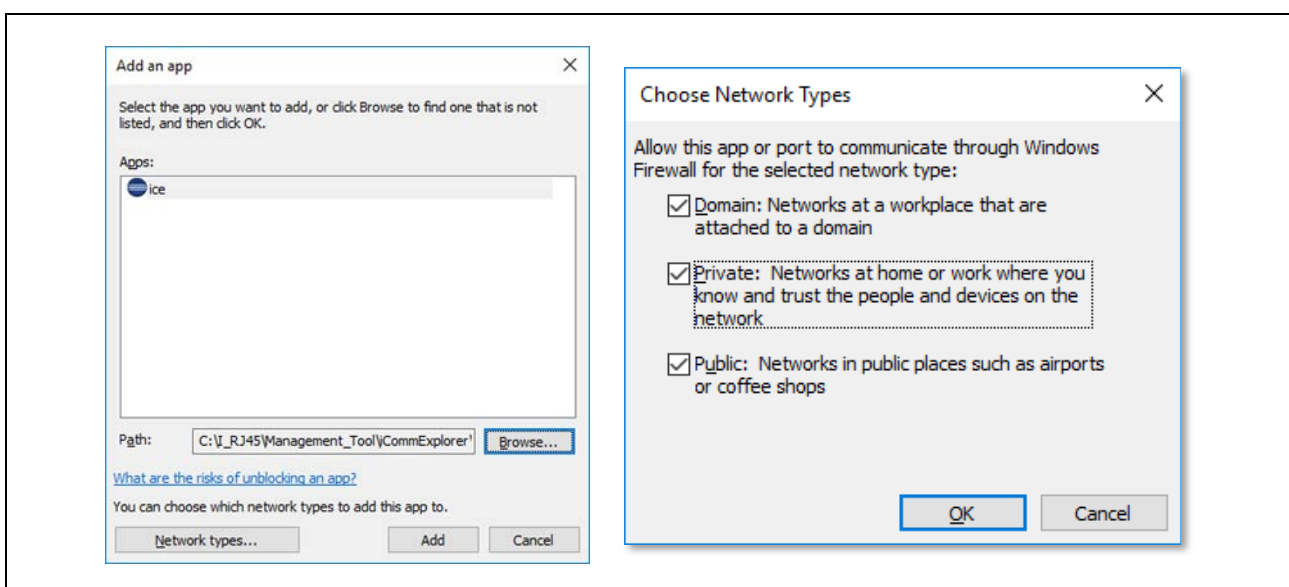 Add an app
Select the app you want to add, or click Browse to find one that is not
listed, and then click OK.
Apps:
ice
Path:
C:\I_RJ45\Management_Tool\iCommExplorer\
Browse...
What are the risks of unblocking an app?
You can choose which network types to add this app to.
Network types...
Add
Cancel
Choose Network Types
Allow this app or port to communicate through Windows
Firewall for the selected network type:
Domain: Networks at a workplace that are
attached to a domain
Private: Networks at home or work where you
know and trust the people and devices on the
network
Public: Networks in public places such as airports
or coffee shops
OK
Cancel